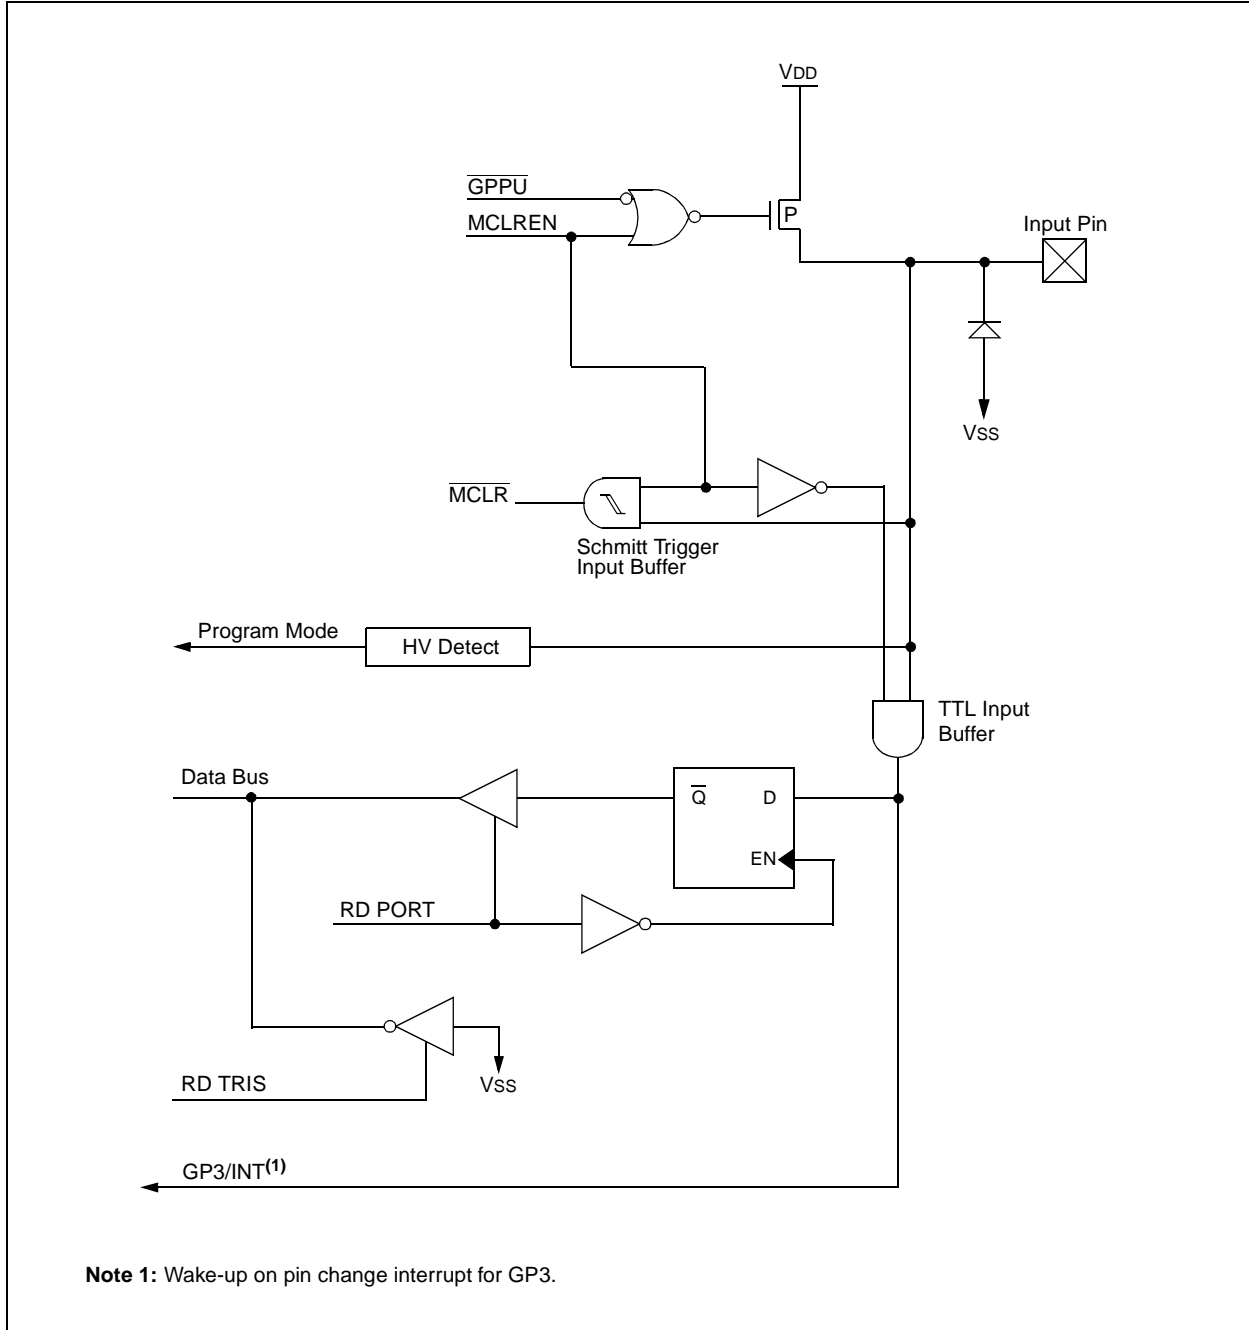 VDD
GPPU
P
MCLREN
Input Pin
VSS
MCLR
Schmitt Trigger
Input Buffer
Program Mode
HV Detect
TTL Input
Buffer
Data Bus
Q
D
EN
RD PORT
RD TRIS
VSS
GP3/INT(1)
Note 1: Wake-up on pin change interrupt for GP3.